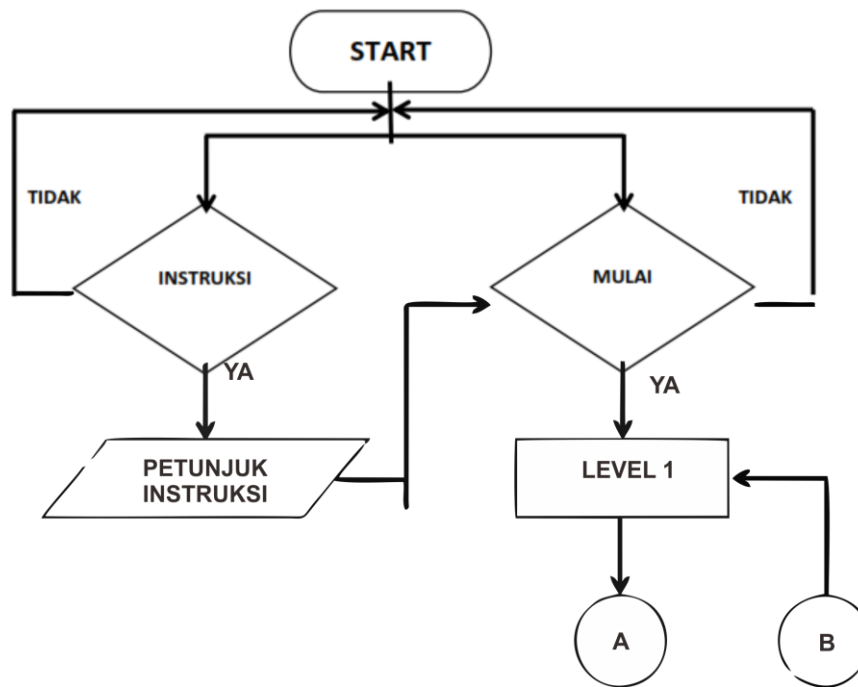 START
TIDAK
TIDAK
INSTRUKSI
MULAI
YA
YA
PETUNJUK
INSTRUKSI
LEVEL 1
A
B